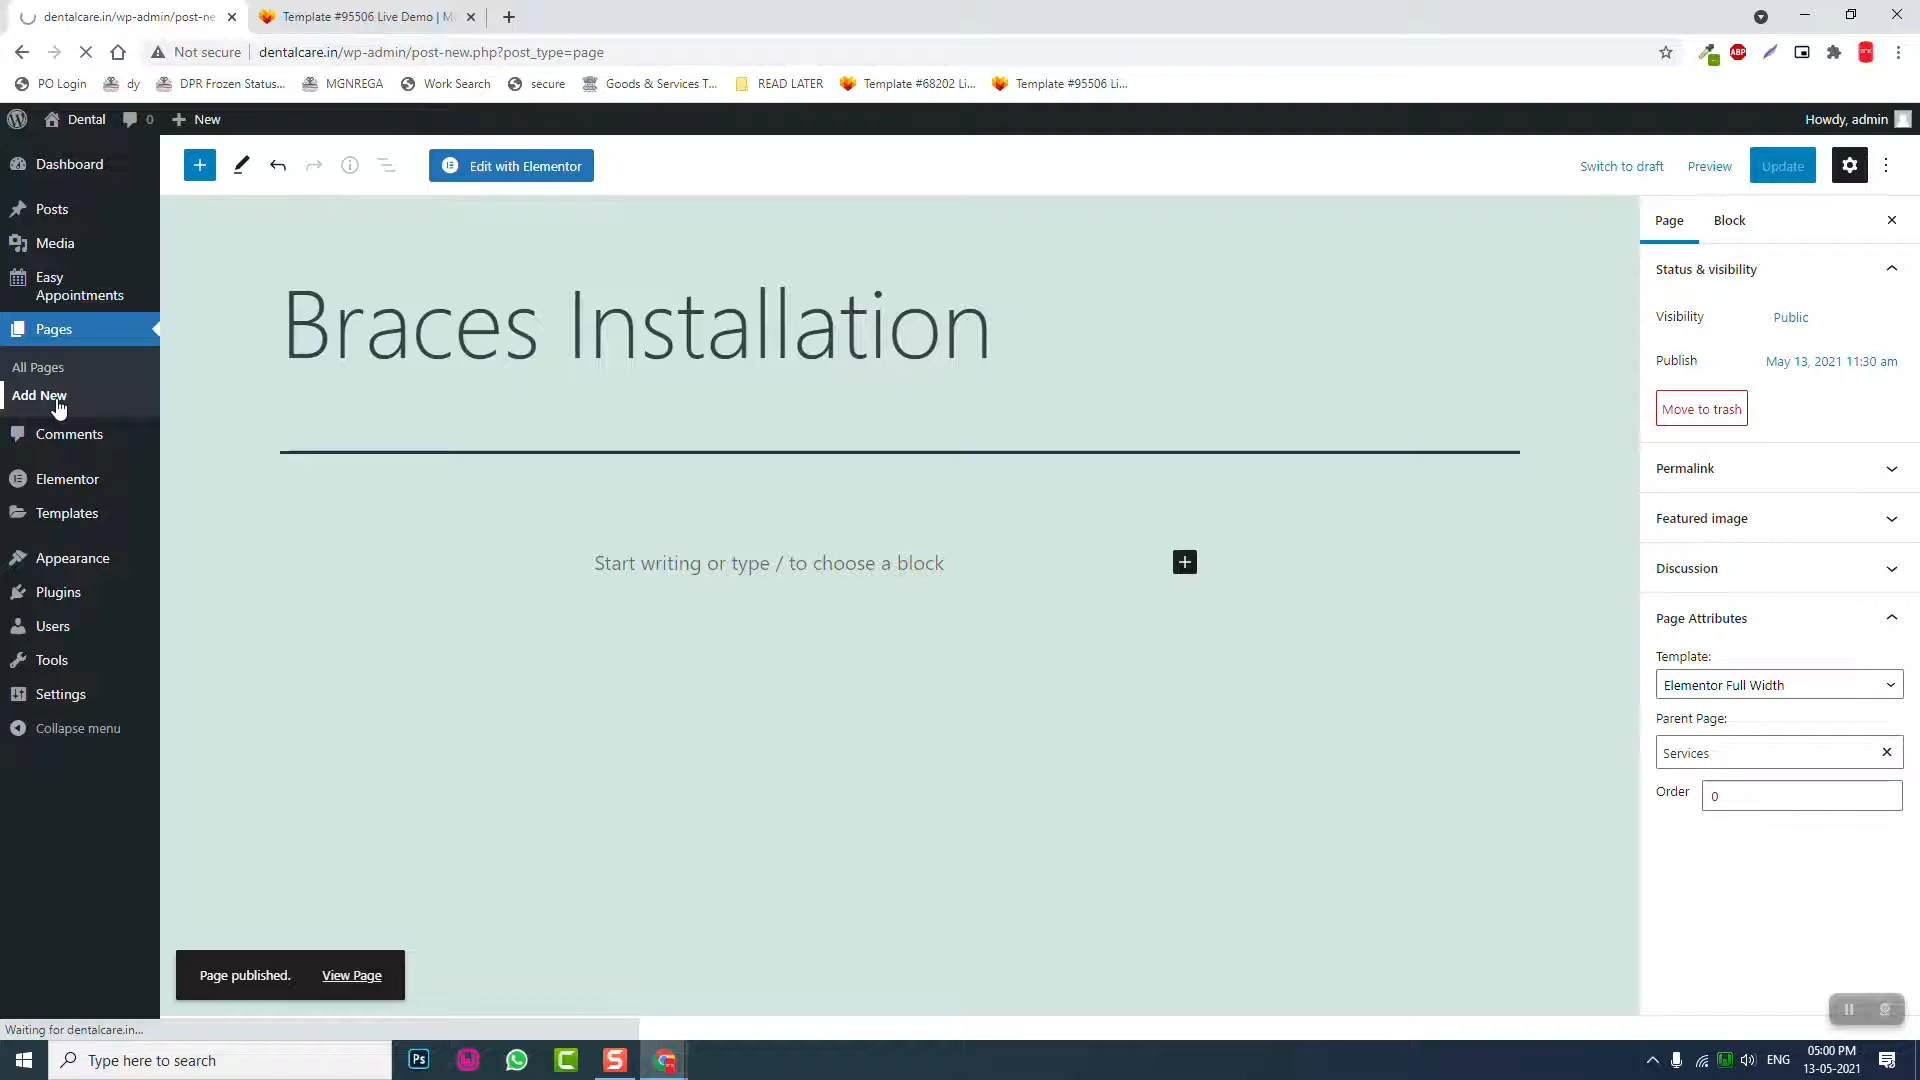 dentalcare.in/wp-admin/post-ne
Template #95506 Live Demo | M
Not secure
dentalcare.in/wp-admin/post-new.php?post_type=page
ABP
PO Login
dy
DPR Frozen Status...
MGNREGA
Work Search
secure
Goods & Services T...
READ LATER
Template #68202 Li...
Template #95506 Li...
Dental
0
New
Howdy, admin
Dashboard
Posts
Media
Easy
Appointments
Pages
All Pages
Add New
Comments
Elementor
Templates
Appearance
Plugins
Users
Tools
Settings
Collapse menu
Edit with Elementor
Switch to draft
Preview
Update
Braces Installation
Start writing or type / to choose a block
Page
Block
Status & visibility
Visibility
Public
Publish
May 13, 2021 11:30 am
Move to trash
Permalink
Featured image
Discussion
Page Attributes
Template:
Elementor Full Width
Parent Page:
Services
Order
0
Page published.
View Page
Waiting for dentalcare.in...
Type here to search
Ps
ENG
05:00 PM
13-05-2021